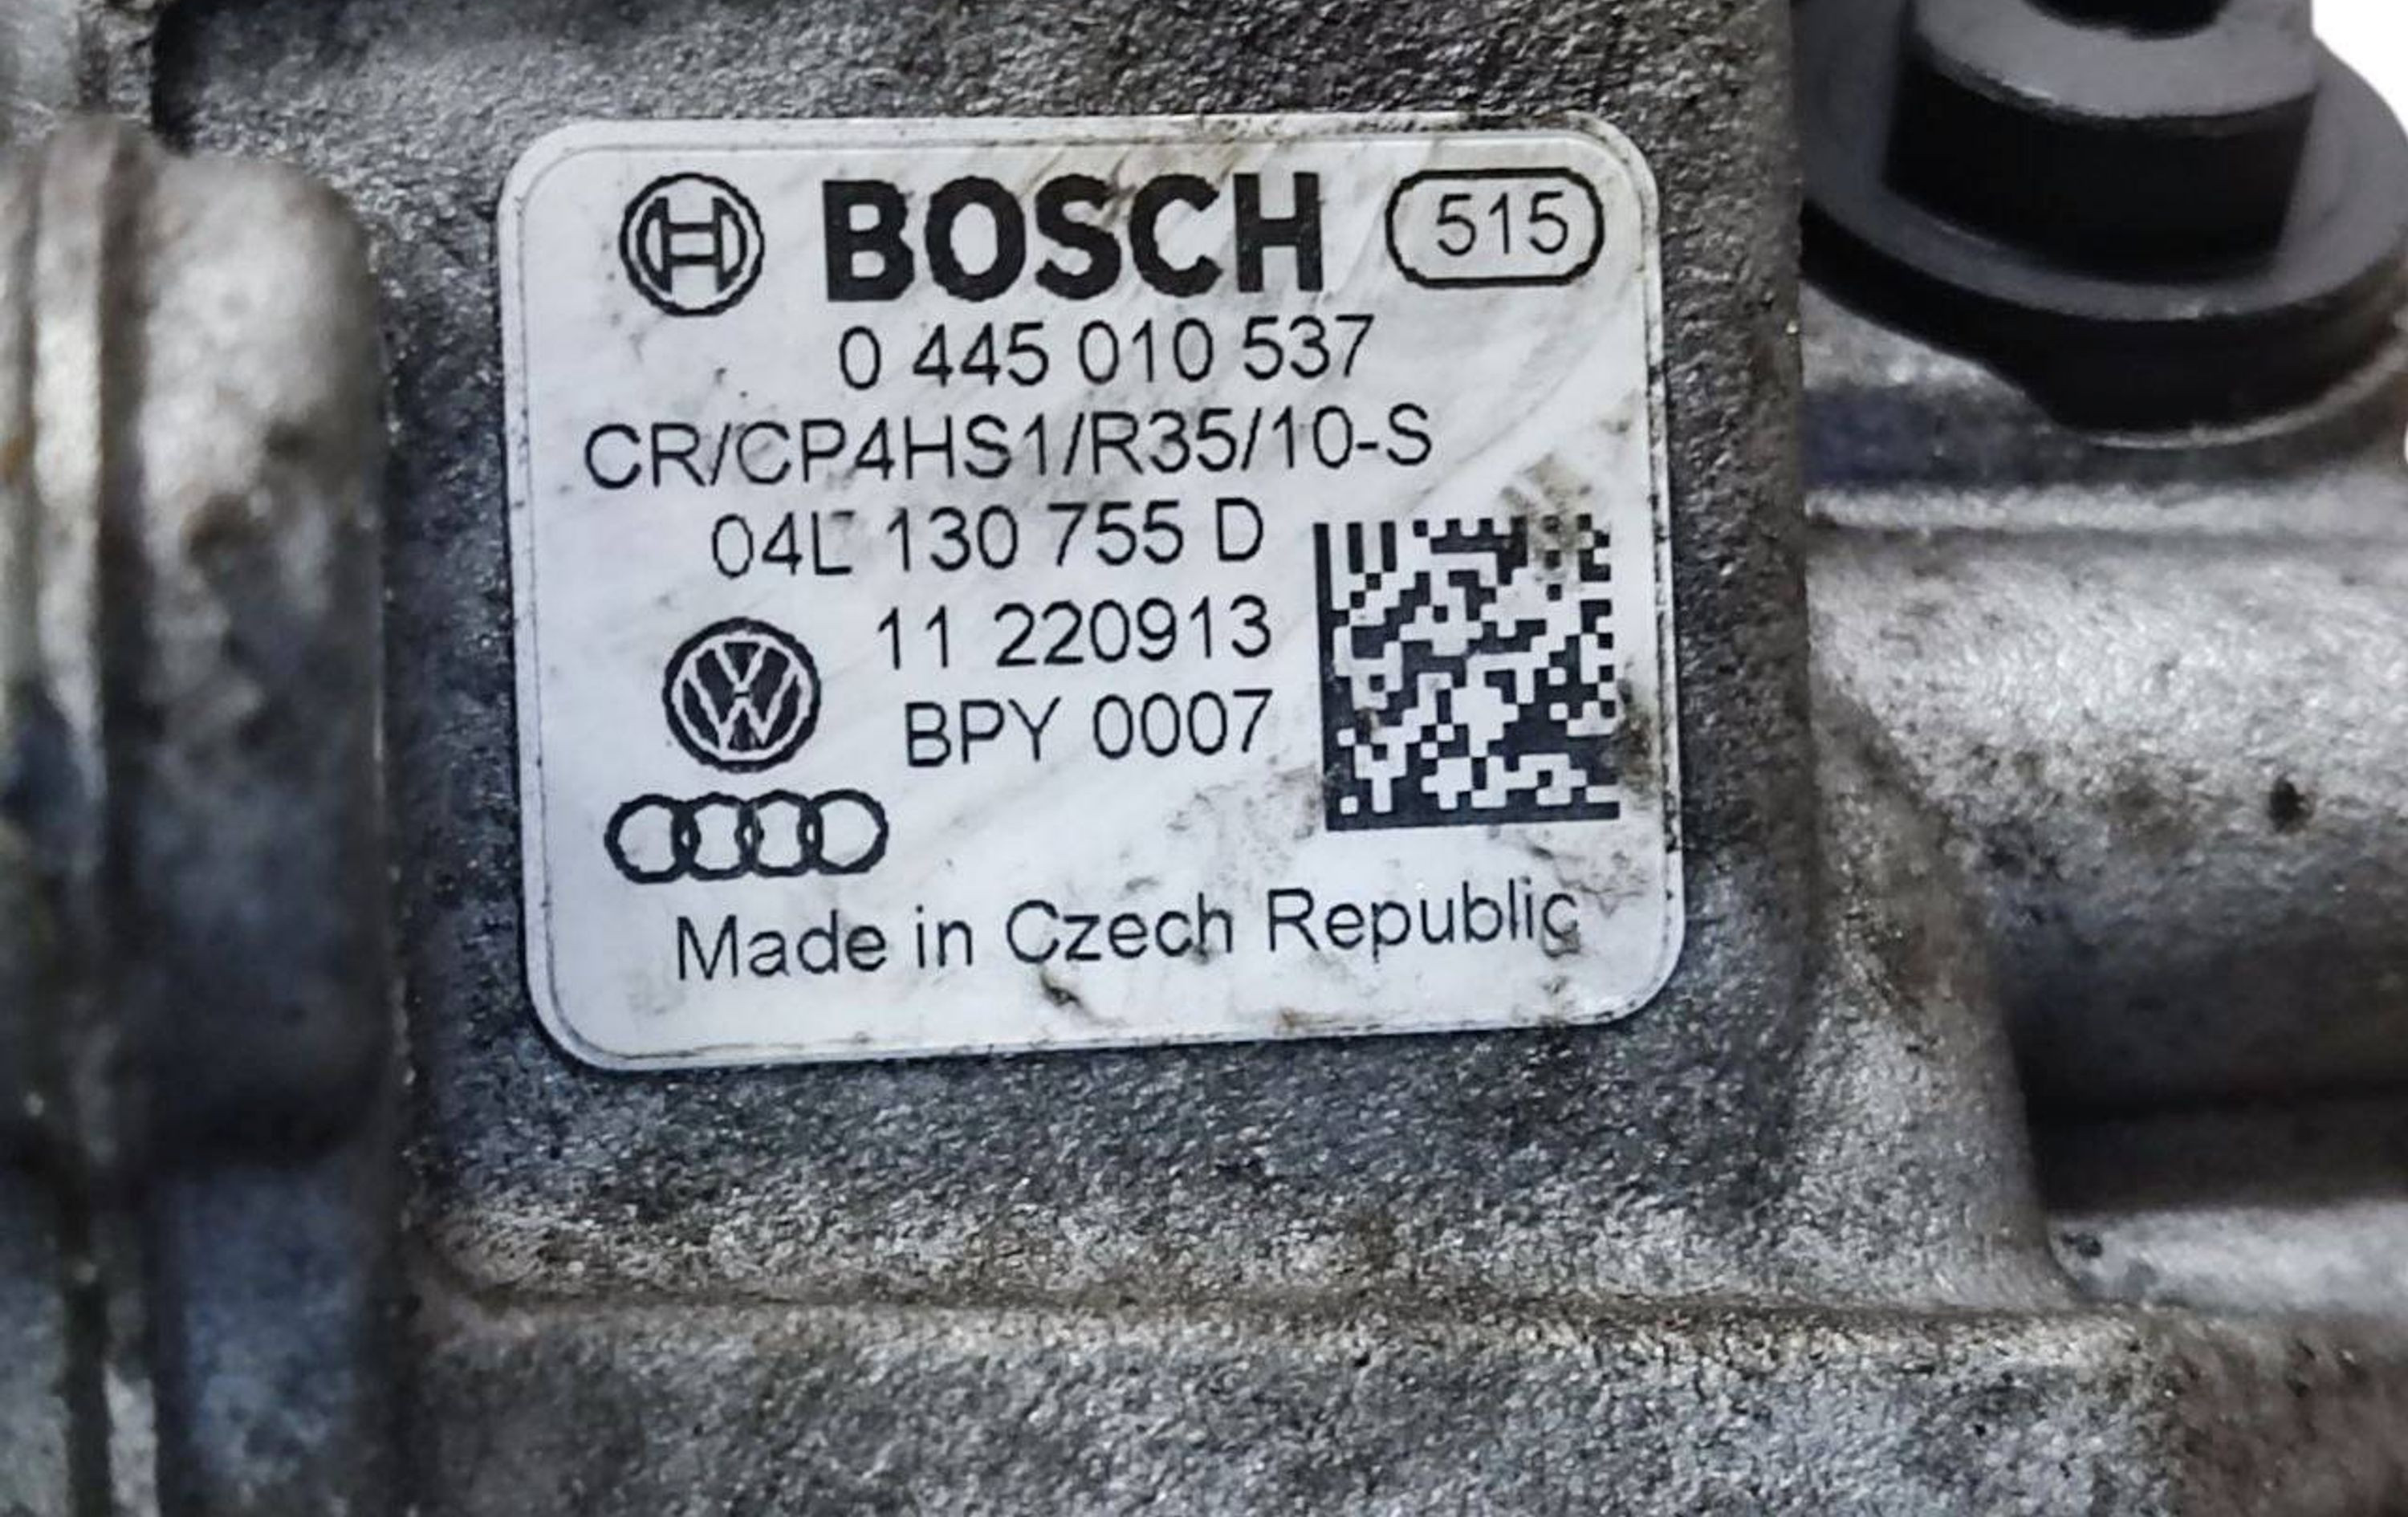 BOSCH 515
0 445 010 537
CR/CP4HS1/R35/10-S
04L 130 755 D
11 220913
BPY 0007
Made in Czech Republic